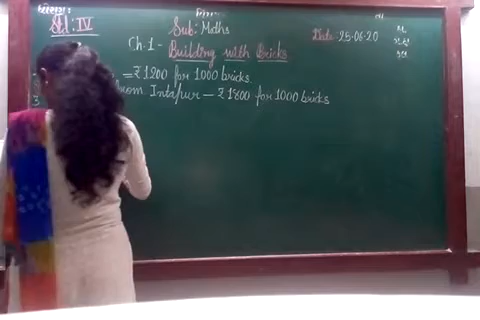 Std: IV
Sub: Maths
Date: 25.06.20
Ch.1- Building with Bricks
= ₹1200 for 1000 bricks
from Intapur - ₹1800 for 1000 bricks
3